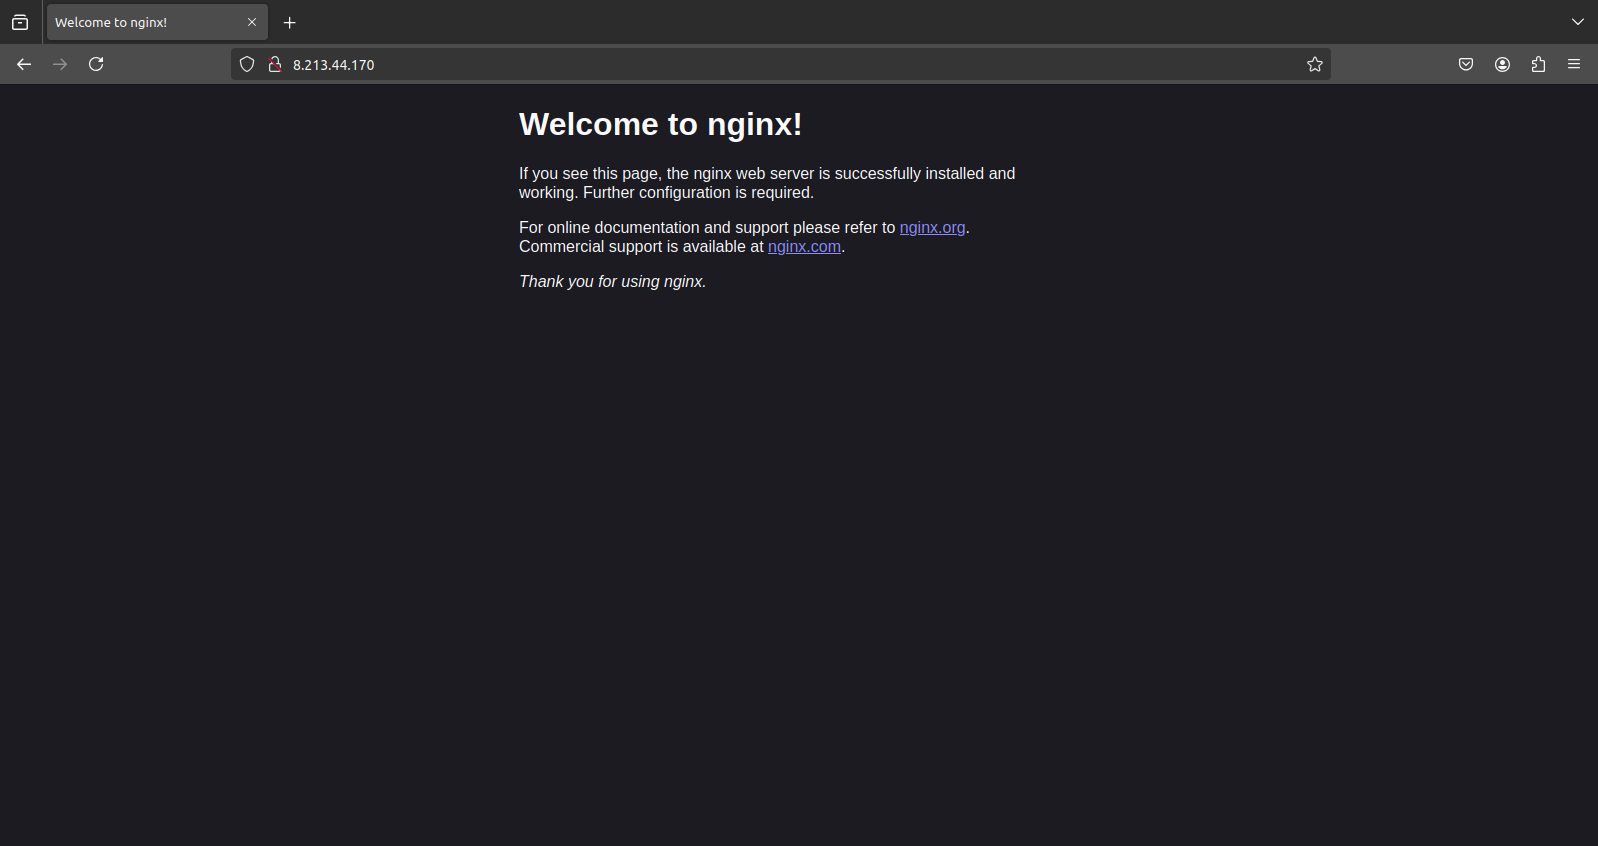 Welcome to nginx!
8.213.44.170
Welcome to nginx!
If you see this page, the nginx web server is successfully installed and
working. Further configuration is required.
For online documentation and support please refer to nginx.org.
Commercial support is available at nginx.com.
Thank you for using nginx.